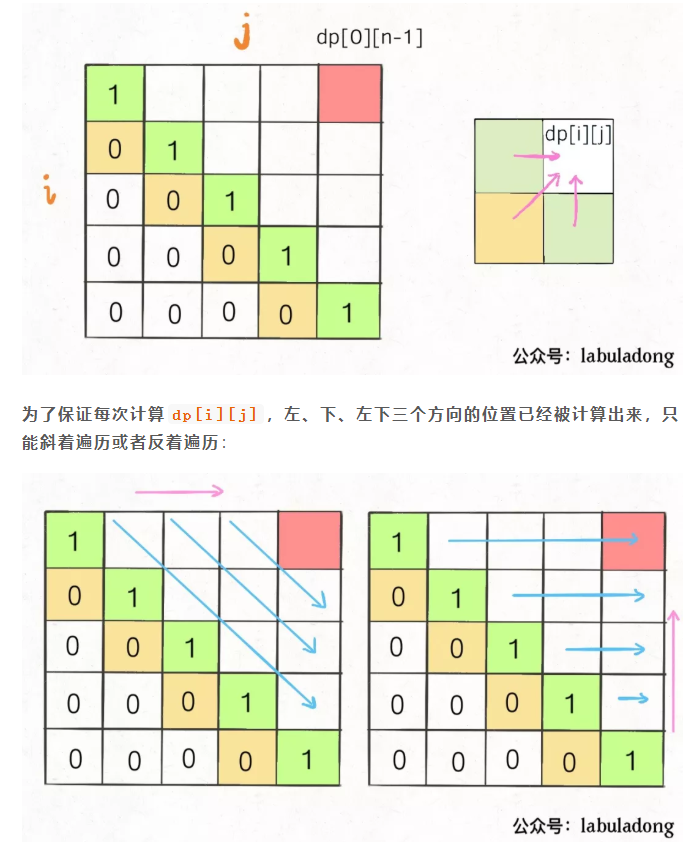 j dp[0][n-1]
1
0 1 dp[i][j]
i 0 0 1
0 0 0 1
0 0 0 0 1
公众号：labuladong
为了保证每次计算 dp[i][j] ，左、下、左下三个方向的位置已经被计算出来，只
能斜着遍历或者反着遍历：
1 1
0 1 0 1
0 0 1 0 0 1
0 0 0 1 0 0 0 1
0 0 0 0 1 0 0 0 0 1
公众号：labuladong